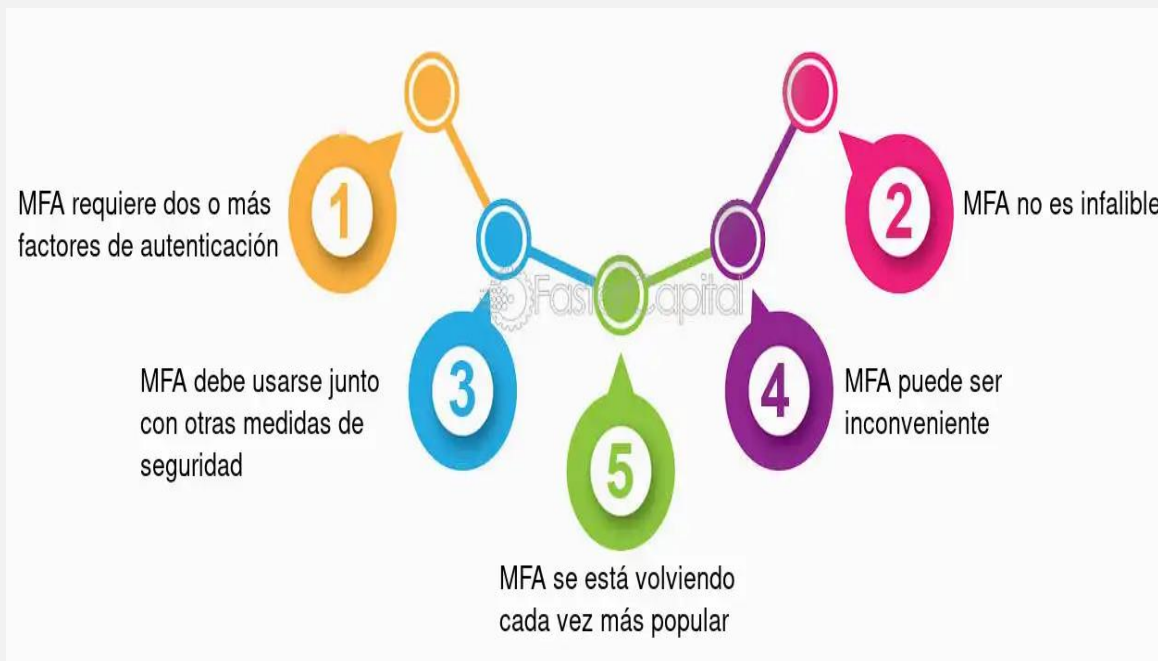 1
MFA requiere dos o más
factores de autenticación
2
MFA no es infalible
3
MFA debe usarse junto
con otras medidas de
seguridad
4
MFA puede ser
inconveniente
5
MFA se está volviendo
cada vez más popular
FasterCapital